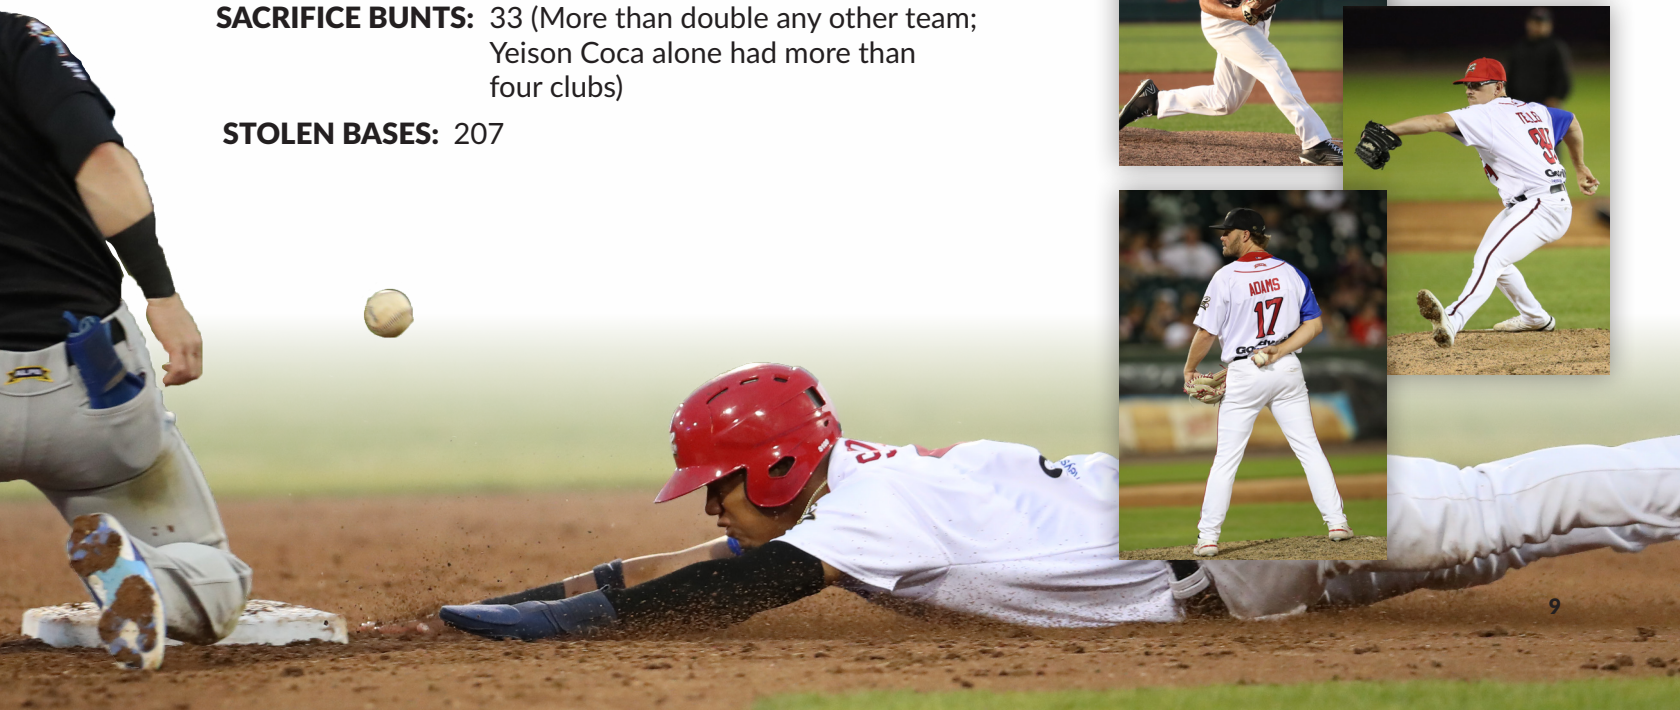 SACRIFICE BUNTS: 33 (More than double any other team;
Yeison Coca alone had more than
four clubs)
STOLEN BASES: 207
ADAMS
17
9